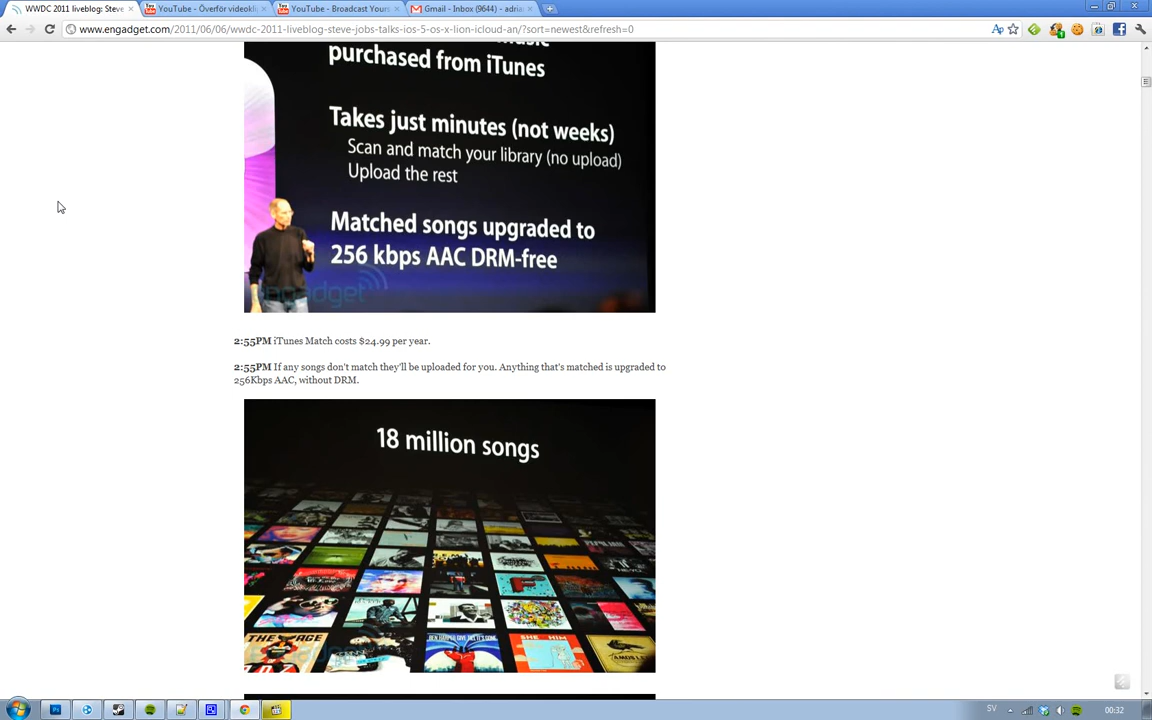 WWDC 2011 liveblog: Steve
YouTube - Överför videokli
YouTube - Broadcast Yours
Gmail - Inbox (9644) - adria
www.engadget.com/2011/06/06/wwdc-2011-liveblog-steve-jobs-talks-ios-5-os-x-lion-icloud-an/?sort=newest&refresh=0
purchased from iTunes
Takes just minutes (not weeks)
Scan and match your library (no upload)
Upload the rest
Matched songs upgraded to
256 kbps AAC DRM-free
engadget
2:55PM iTunes Match costs $24.99 per year.
2:55PM If any songs don't match they'll be uploaded for you. Anything that's matched is upgraded to
256Kbps AAC, without DRM.
18 million songs
SHE HIM
SV
00:32